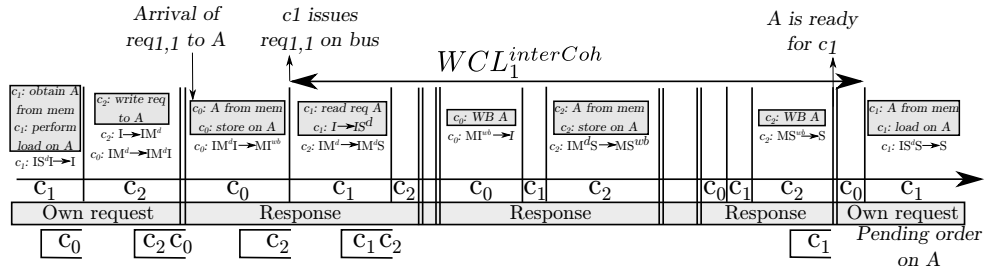 Arrival of
req1,1 to A
c1 issues
req1,1 on bus
WCL_1^interCoh
A is ready
for c1
c1: obtain A
from mem
c1: perform
load on A
c1: IS^dI→I
c2: write req
to A
c2: I→IM^d
c0: IM^d→IM^dI
c0: A from mem
c0: store on A
c0: IM^dI→MI^wb
c1: read req A
c1: I→IS^d
c2: IM^d→IM^dS
c0: WB A
c0: MI^wb→I
c2: A from mem
c2: store on A
c2: IM^dS→MS^wb
c2: WB A
c2: MS^wb→S
c1: A from mem
c1: load on A
c1: IS^dS→S
c1 c2 c0 c1 c2 c0 c1 c2 c0 c1 c2 c0 c1
Own request Response Response Response Own request
c0 c2 c0 c2 c1 c2 c1 Pending order
on A